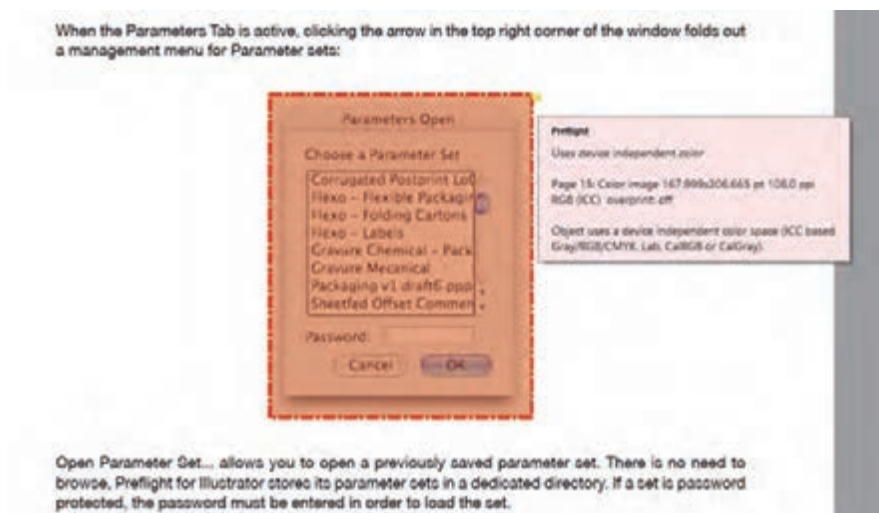 When the Parameters Tab is active, clicking the arrow in the top right corner of the window folds out
a management menu for Parameter sets:
Parameters Open
Choose a Parameter Set
Corrugated Postprint
Flexo – Flexible Packagin
Flexo – Folding Cartons
Flexo – Labels
Gravure Chemical – Pack
Gravure Mecanical
Packaging v1 draft6 ppp
Sheetfed Offset Commer
Password:
Cancel OK
Preflight
Uses device independent color
Page 15: Color image 167.999x206.665 pt 108.0 ppi
RGB (ICC) overprint: off
Object uses a device independent color space (ICC based
Gray/RGB/CMYK, Lab, CalRGB or CalGray).
Open Parameter Set... allows you to open a previously saved parameter set. There is no need to
browse, Preflight for Illustrator stores its parameter sets in a dedicated directory. If a set is password
protected, the password must be entered in order to load the set.